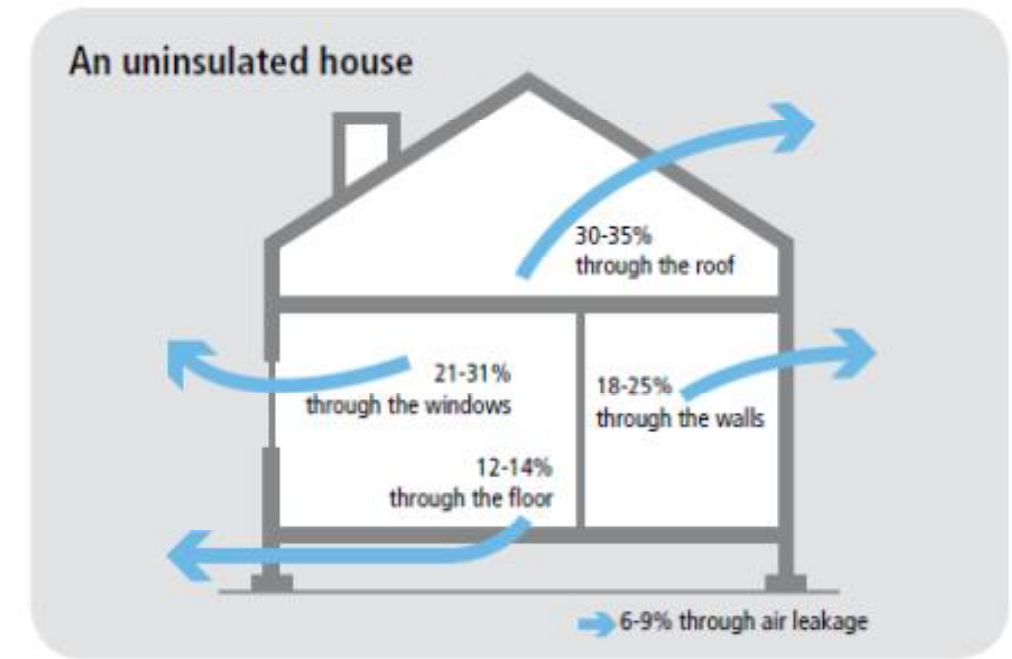 An uninsulated house
30-35%
through the roof
21-31%
through the windows
18-25%
through the walls
12-14%
through the floor
6-9% through air leakage